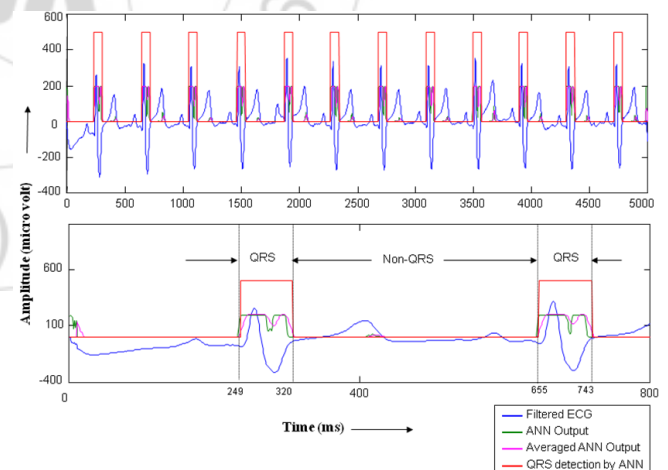 600
400
200
0
-200
-400
0 500 1000 1500 2000 2500 3000 3500 4000 4500 5000
Amplitude (micro volt)
QRS Non-QRS QRS
600
100
-400
0 249 320 400 655 743 800
Time (ms)
Filtered ECG
ANN Output
Averaged ANN Output
QRS detection by ANN